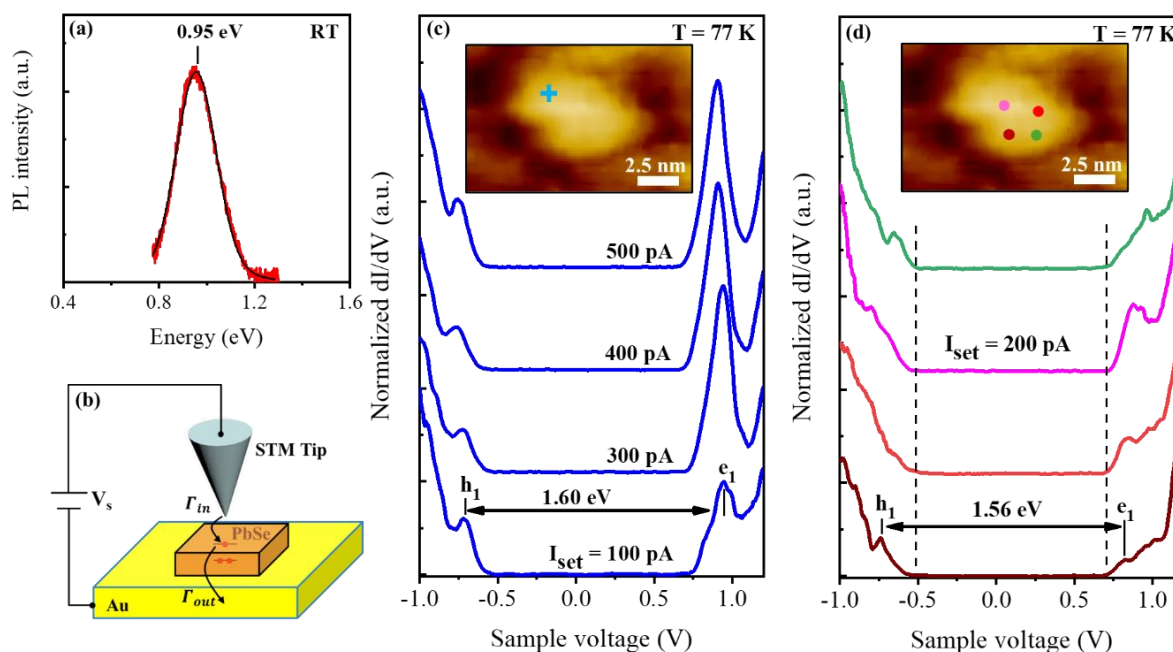 (a)
0.95 eV
RT
PL intensity (a.u.)
0.4
0.8
1.2
1.6
Energy (eV)
(b)
STM Tip
Vs
Γin
PbSe
Γout
Au
(c)
T = 77 K
2.5 nm
Normalized dI/dV (a.u.)
500 pA
400 pA
300 pA
h1
1.60 eV
e1
Iset = 100 pA
-1.0
-0.5
0.0
0.5
1.0
Sample voltage (V)
(d)
T = 77 K
2.5 nm
Normalized dI/dV (a.u.)
Iset = 200 pA
h1
1.56 eV
e1
-1.0
-0.5
0.0
0.5
1.0
Sample voltage (V)